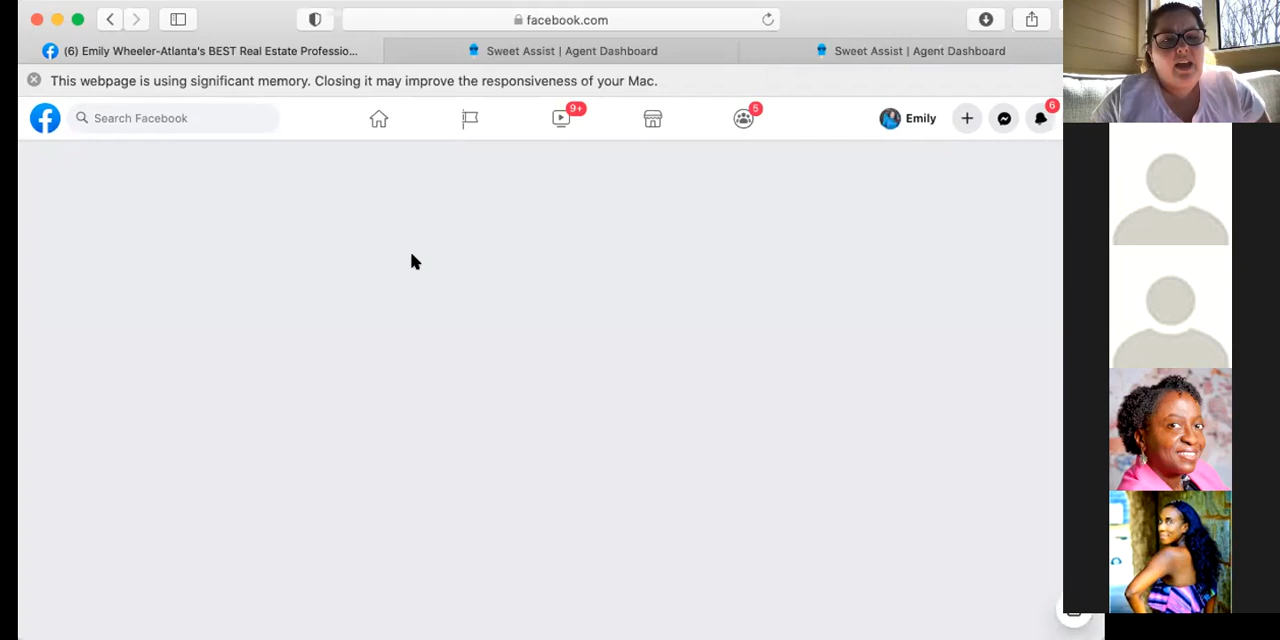 facebook.com
(6) Emily Wheeler-Atlanta's BEST Real Estate Professio...
Sweet Assist | Agent Dashboard
Sweet Assist | Agent Dashboard
This webpage is using significant memory. Closing it may improve the responsiveness of your Mac.
Search Facebook
9+
5
Emily
6